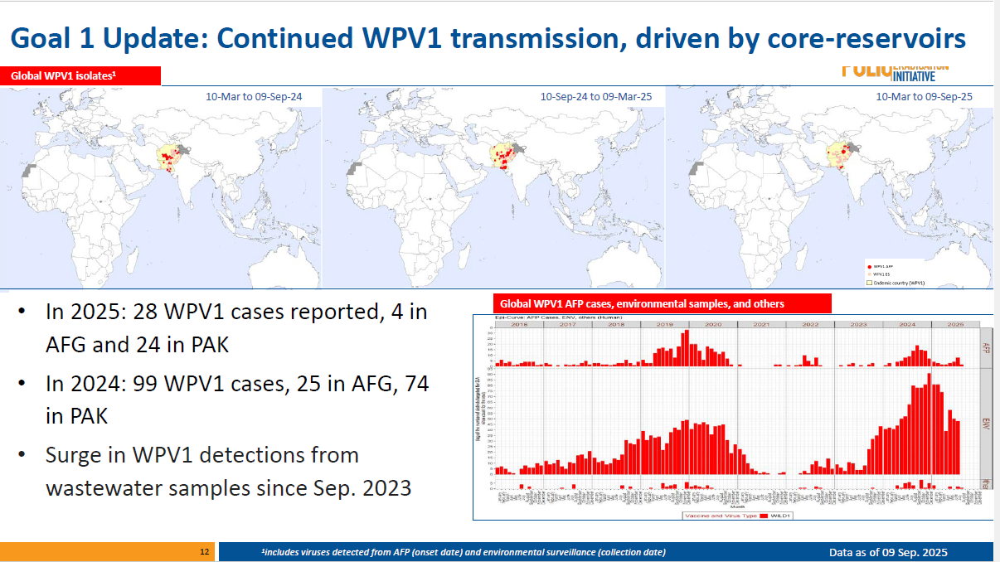 Goal 1 Update: Continued WPV1 transmission, driven by core-reservoirs
Global WPV1 isolates¹
INITIATIVE
10-Mar to 09-Sep-24
10-Sep-24 to 09-Mar-25
10-Mar to 09-Sep-25
WPV1 AFP
WPV1 ES
Endemic country (WPV1)
• In 2025: 28 WPV1 cases reported, 4 in
AFG and 24 in PAK
• In 2024: 99 WPV1 cases, 25 in AFG, 74
in PAK
• Surge in WPV1 detections from
wastewater samples since Sep. 2023
Global WPV1 AFP cases, environmental samples, and others
Epi-Curve: AFP Cases, ENV, others (Human)
2016 2017 2018 2019 2020 2021 2022 2023 2024 2025
AFP
ENV
Month
Vaccine and Virus Type WILD1
12
¹includes viruses detected from AFP (onset date) and environmental surveillance (collection date)
Data as of 09 Sep. 2025